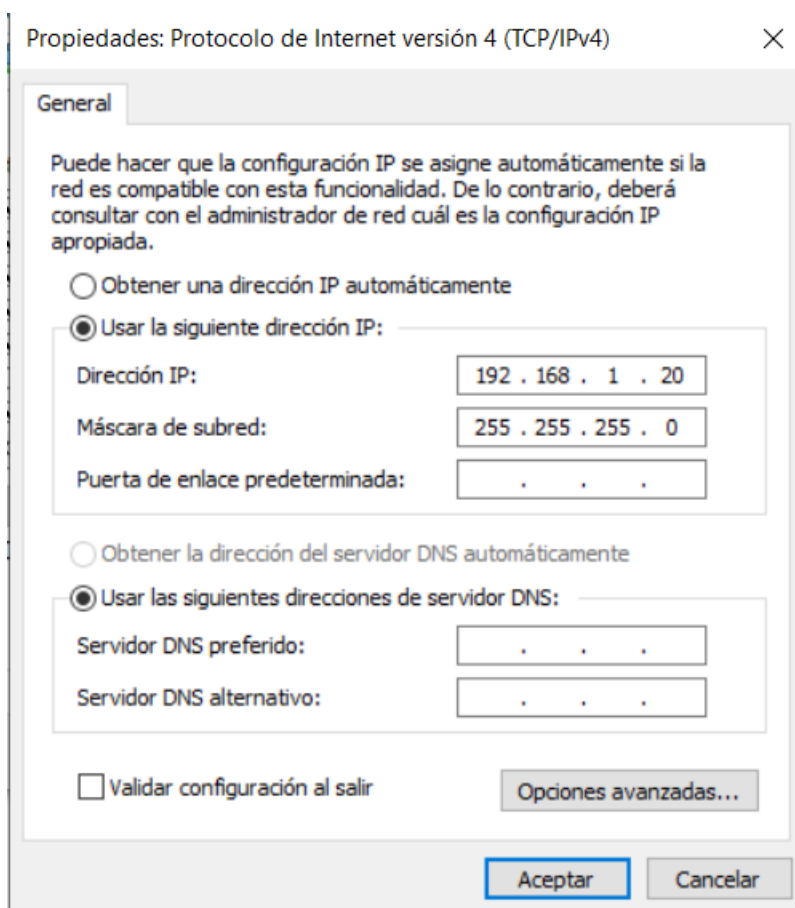 Propiedades: Protocolo de Internet versión 4 (TCP/IPv4)
General
Puede hacer que la configuración IP se asigne automáticamente si la
red es compatible con esta funcionalidad. De lo contrario, deberá
consultar con el administrador de red cuál es la configuración IP
apropiada.
Obtener una dirección IP automáticamente
Usar la siguiente dirección IP:
Dirección IP: 192 . 168 . 1 . 20
Máscara de subred: 255 . 255 . 255 . 0
Puerta de enlace predeterminada: . . .
Obtener la dirección del servidor DNS automáticamente
Usar las siguientes direcciones de servidor DNS:
Servidor DNS preferido: . . .
Servidor DNS alternativo: . . .
Validar configuración al salir Opciones avanzadas...
Aceptar Cancelar